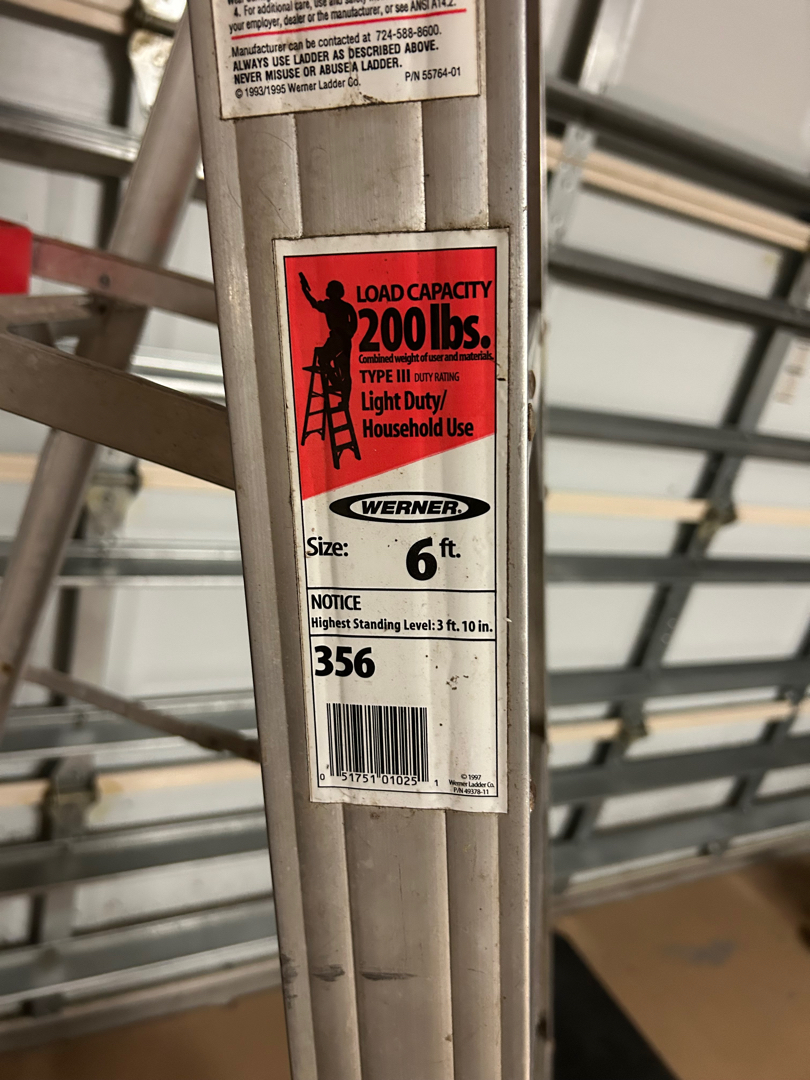 4. For additional care, use and safety
your employer, dealer or the manufacturer, or see ANSI A14.2.
Manufacturer can be contacted at 724-588-8600.
ALWAYS USE LADDER AS DESCRIBED ABOVE.
NEVER MISUSE OR ABUSE A LADDER.
© 1993/1995 Werner Ladder Co. P/N 55764-01
LOAD CAPACITY
200 lbs.
Combined weight of user and materials.
TYPE III DUTY RATING
Light Duty/
Household Use
WERNER®
Size: 6 ft.
NOTICE
Highest Standing Level: 3 ft. 10 in.
356
0 51751 01025 1
© 1997
Werner Ladder Co.
P/N 49378-11